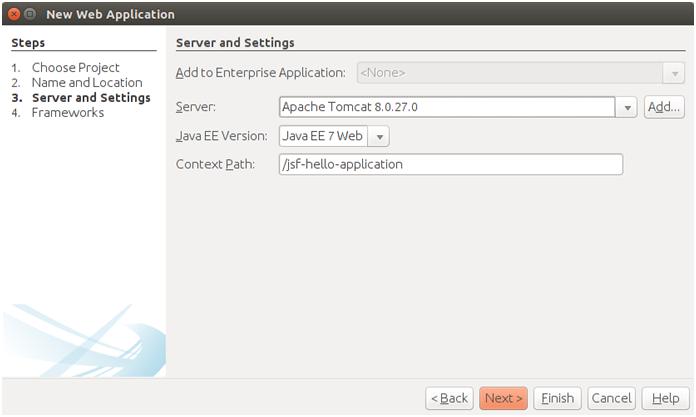 New Web Application
Steps
1. Choose Project
2. Name and Location
3. Server and Settings
4. Frameworks
Server and Settings
Add to Enterprise Application: <None>
Server: Apache Tomcat 8.0.27.0 Add...
Java EE Version: Java EE 7 Web
Context Path: /jsf-hello-application
< Back Next > Finish Cancel Help